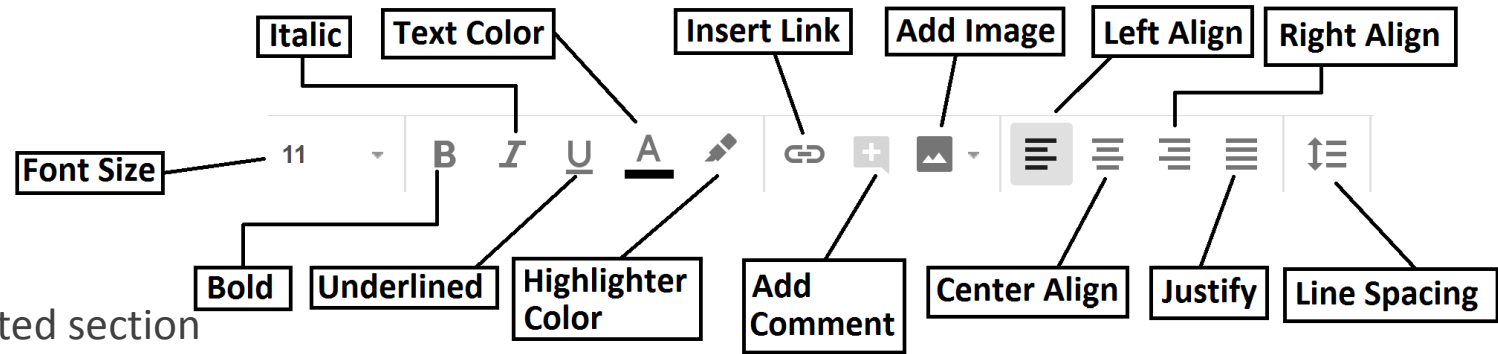 Italic
Text Color
Insert Link
Add Image
Left Align
Right Align
Font Size
11
B
I
U
A
Bold
Underlined
Highlighter
Color
Add
Comment
Center Align
Justify
Line Spacing
ted section